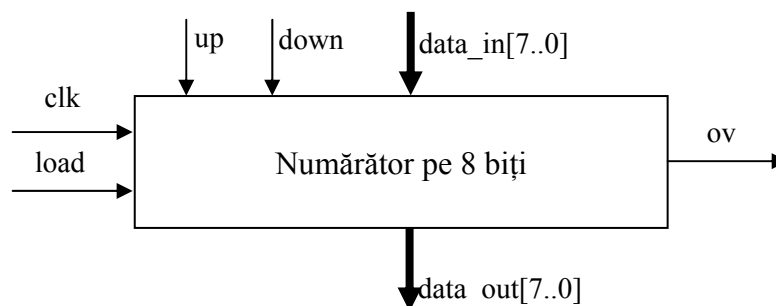 up
down
data_in[7..0]
clk
load
Numărător pe 8 biți
ov
data_out[7..0]